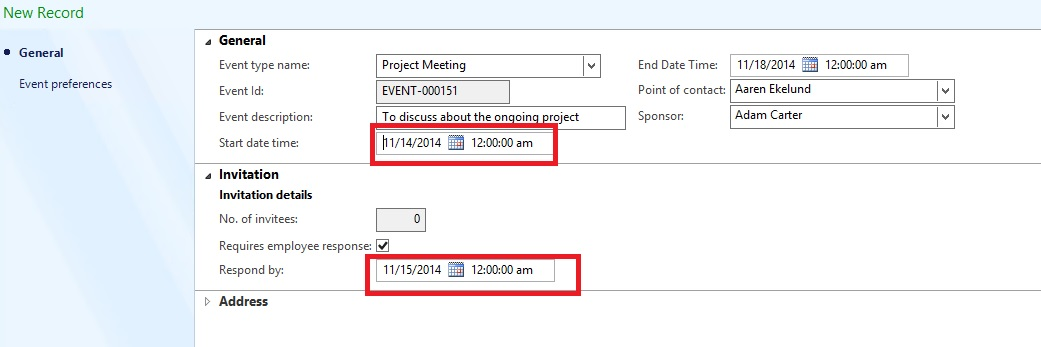 New Record
General
Event preferences
General
Event type name: Project Meeting
Event Id: EVENT-000151
Event description: To discuss about the ongoing project
Start date time: 11/14/2014 12:00:00 am
End Date Time: 11/18/2014 12:00:00 am
Point of contact: Aaren Ekelund
Sponsor: Adam Carter
Invitation
Invitation details
No. of invitees: 0
Requires employee response:
Respond by: 11/15/2014 12:00:00 am
Address